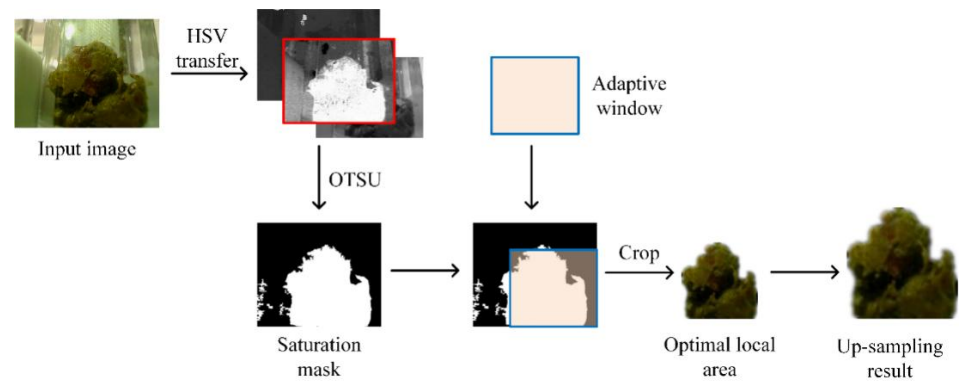 HSV
transfer
Adaptive
window
Input image
OTSU
Crop
Saturation
mask
Optimal local
area
Up-sampling
result